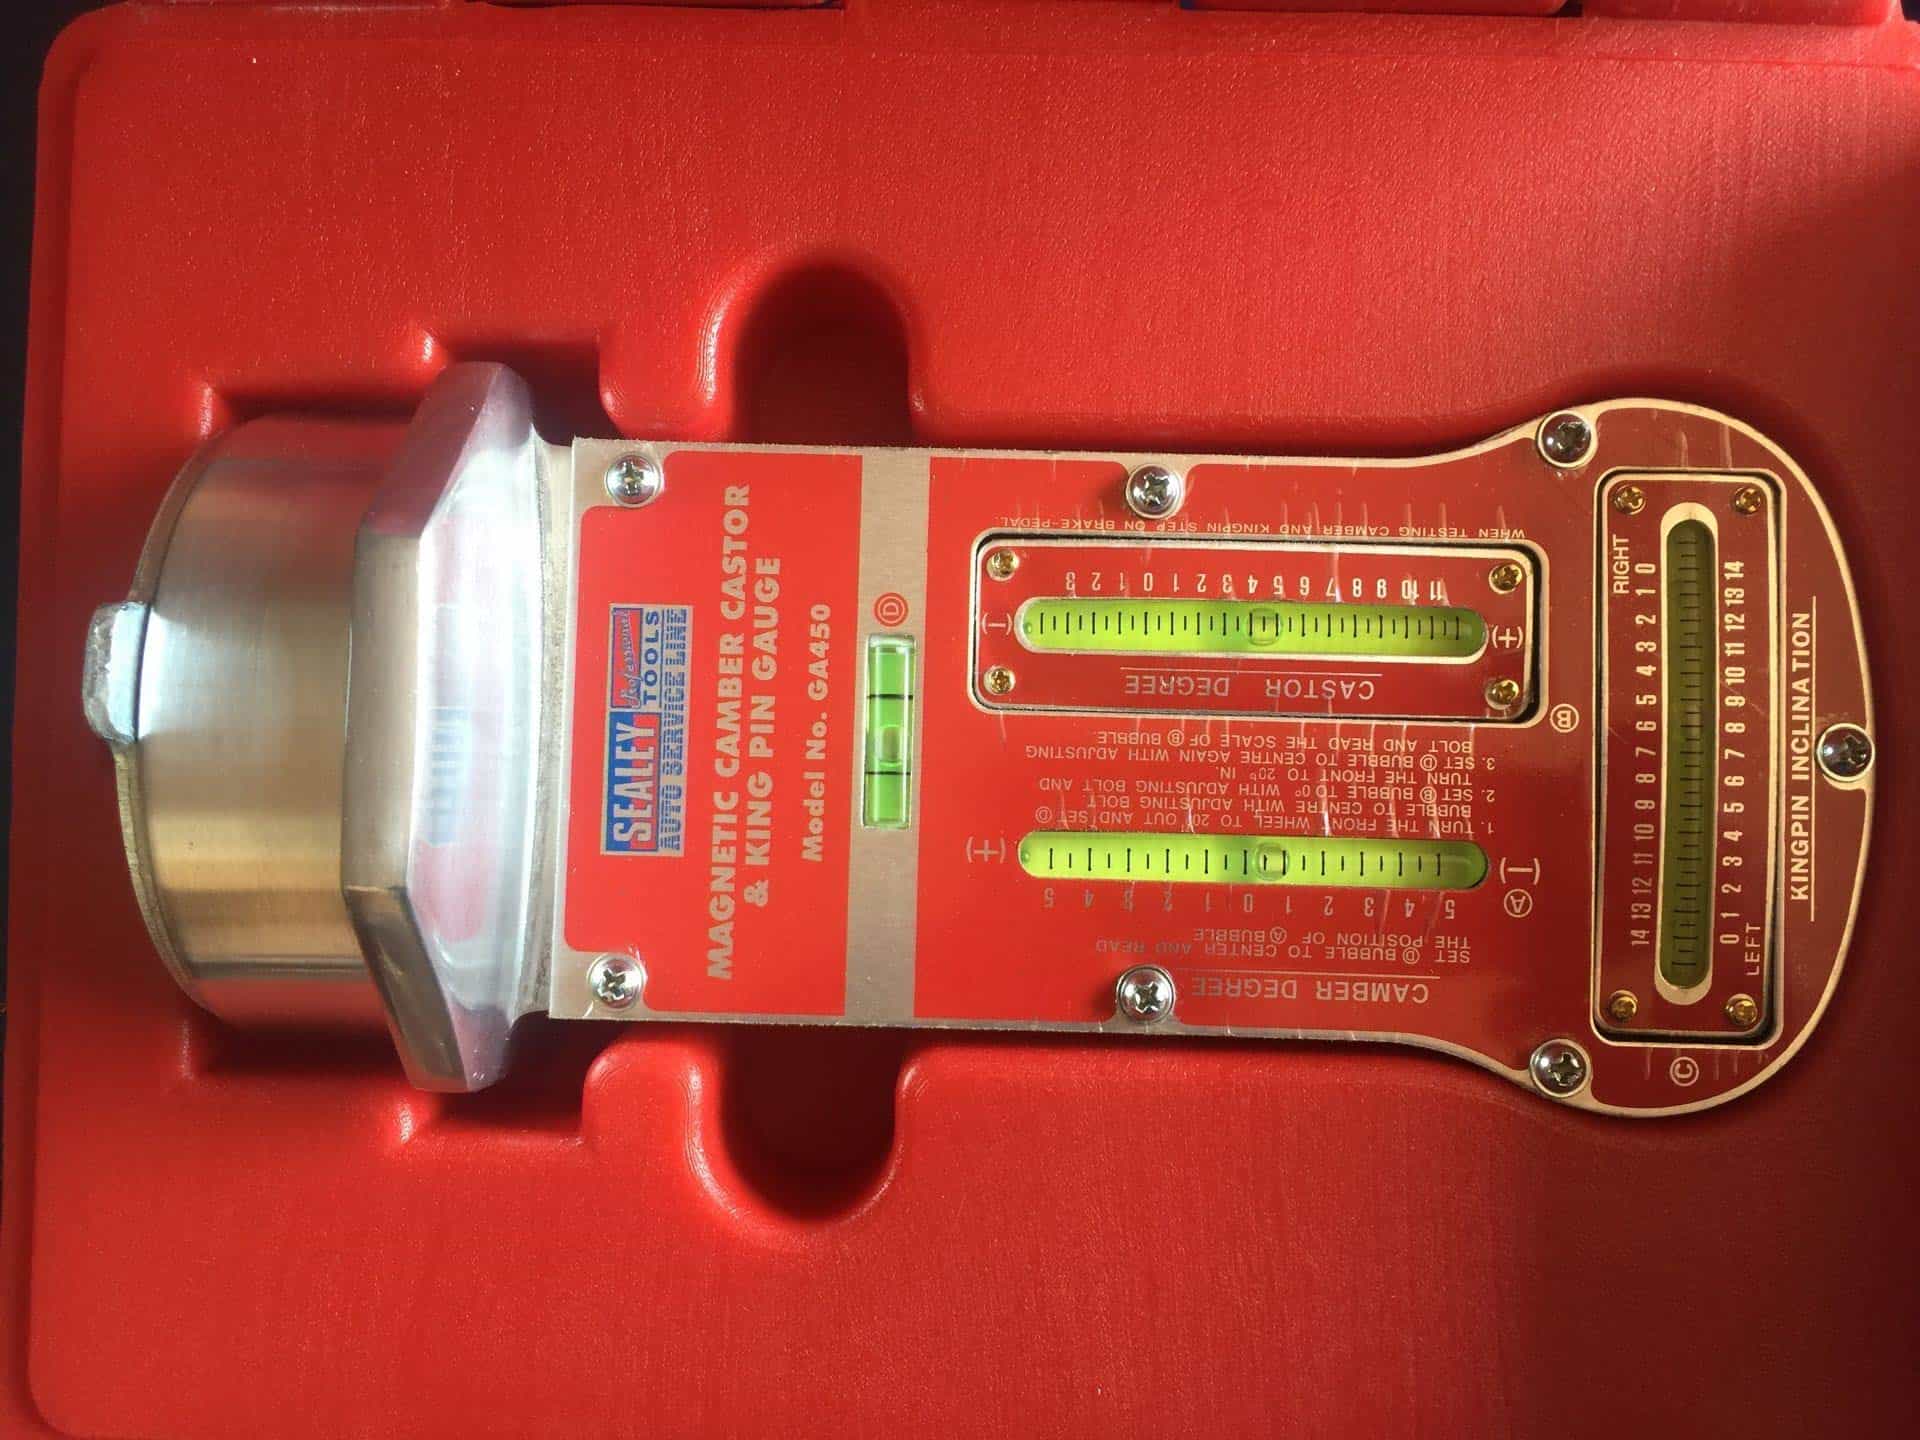 SEALEY
Professional
TOOLS
AUTO SERVICE LINE
MAGNETIC CAMBER CASTOR
& KING PIN GAUGE
Model No. GA450
D
WHEN TESTING CAMBER AND KINGPIN STEP ON BRAKE-PEDAL.
3 2 1 0 1 2 3 4 5 6 7 8 9 10 11
(-) (+)
CASTOR DEGREE
B
1. TURN THE FRONT WHEEL TO 20° OUT AND SET D
BUBBLE TO CENTRE WITH ADJUSTING BOLT.
2. SET B BUBBLE TO 0° WITH ADJUSTING BOLT AND
TURN THE FRONT TO 20° IN.
3. SET D BUBBLE TO CENTRE AGAIN WITH ADJUSTING
BOLT AND READ THE SCALE OF B BUBBLE.
CAMBER DEGREE
SET D BUBBLE TO CENTER AND READ
THE POSITION OF A BUBBLE
5 4 3 2 1 0 1 2 3 4 5
A
(-) (+)
RIGHT
14 13 12 11 10 9 8 7 6 5 4 3 2 1 0
0 1 2 3 4 5 6 7 8 9 10 11 12 13 14
LEFT
KINGPIN INCLINATION
C